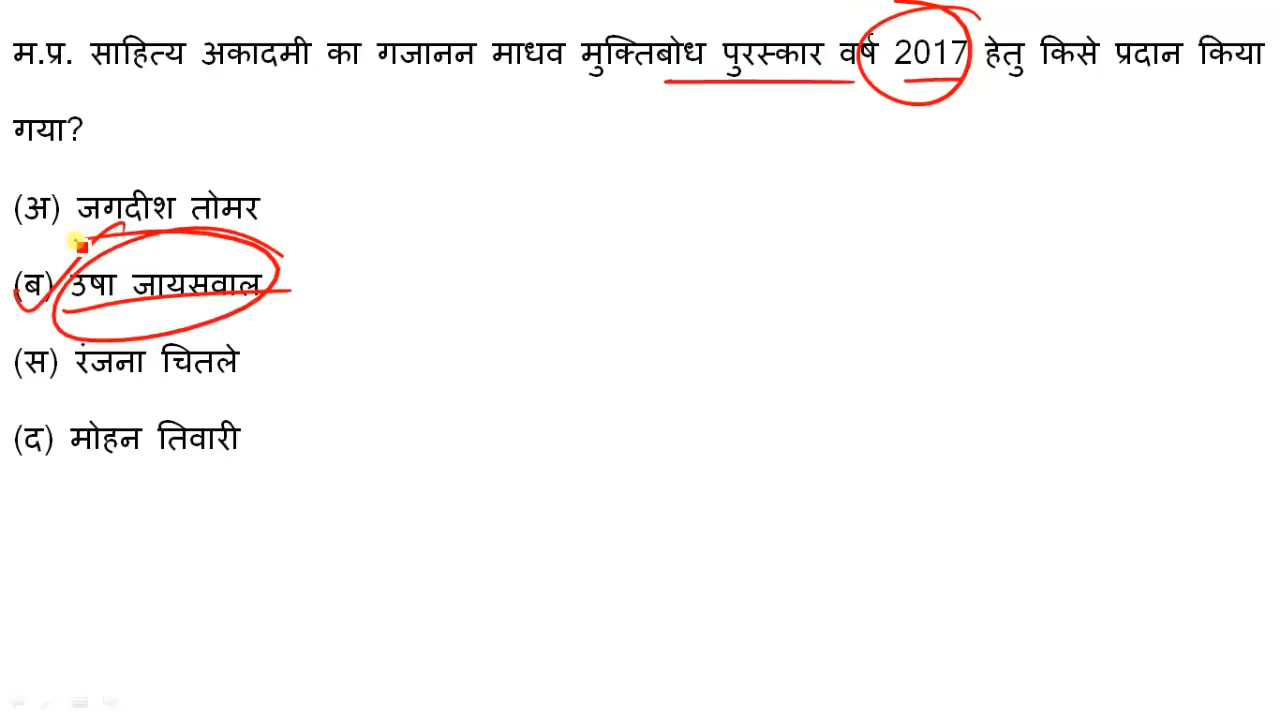 म.प्र. साहित्य अकादमी का गजानन माधव मुक्तिबोध पुरस्कार वर्ष 2017 हेतु किसे प्रदान किया
गया?
(अ) जगदीश तोमर
(ब) उषा जायसवाल
(स) रंजना चितले
(द) मोहन तिवारी